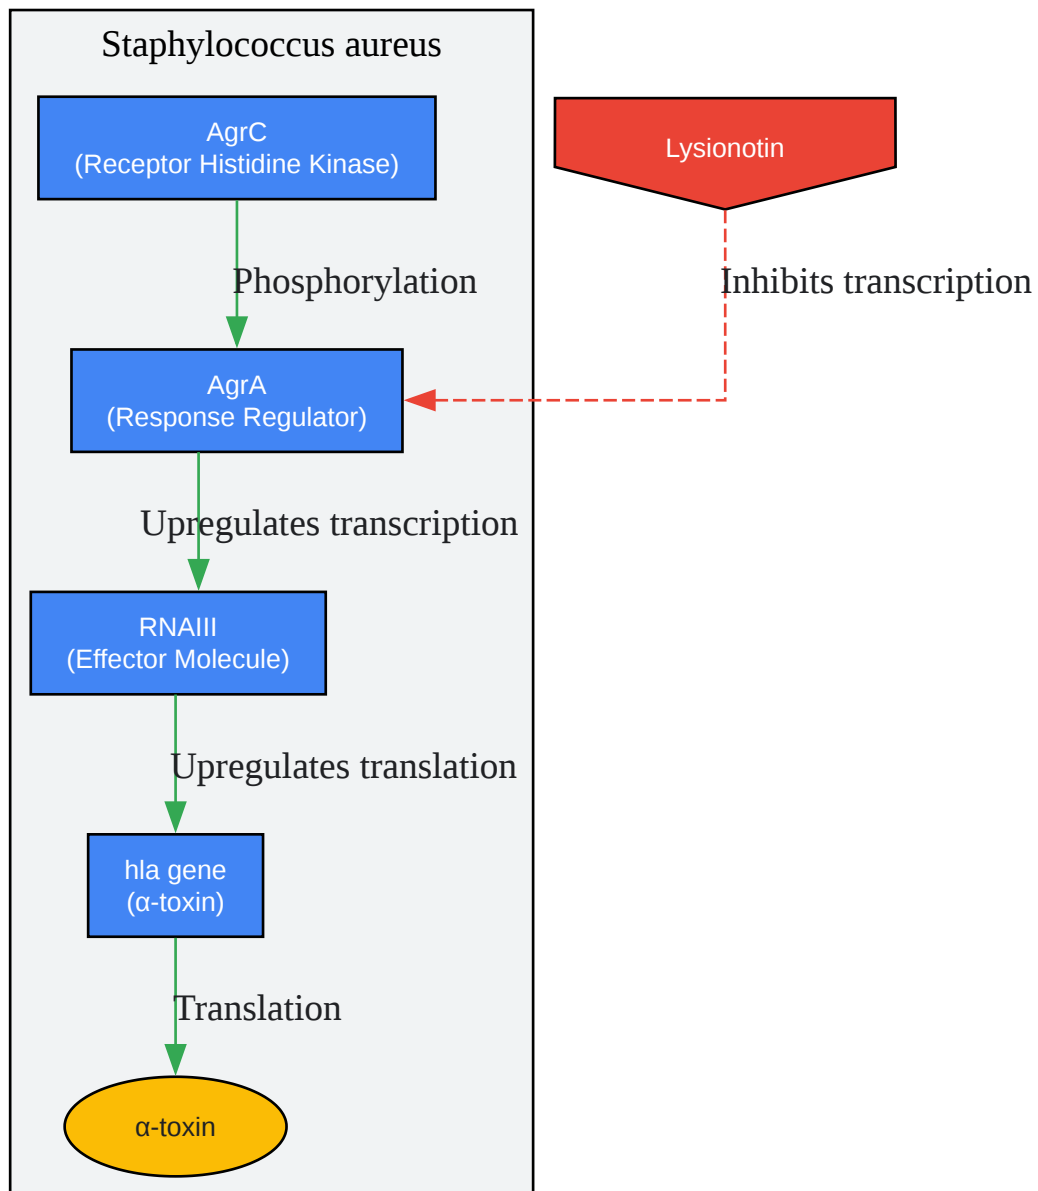 Staphylococcus aureus
AgrC
(Receptor Histidine Kinase)
Lysionotin
Phosphorylation
Inhibits transcription
AgrA
(Response Regulator)
Upregulates transcription
RNAIII
(Effector Molecule)
Upregulates translation
hla gene
(α-toxin)
Translation
α-toxin